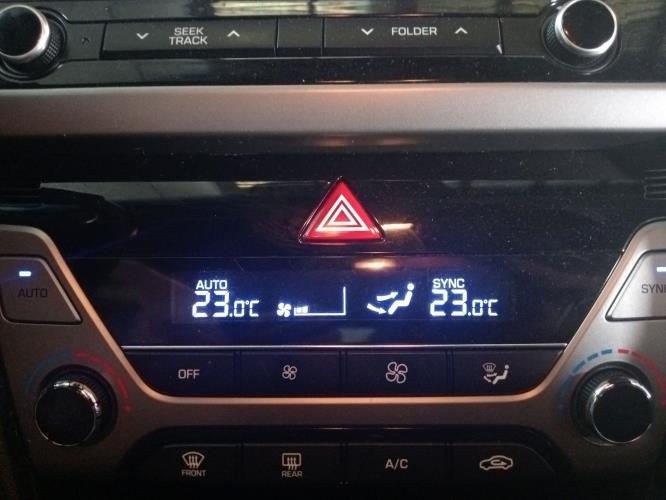 SEEK
TRACK
FOLDER
AUTO
SYNC
23.0°C
23.0°C
AUTO
SYNC
OFF
FRONT
REAR
A/C